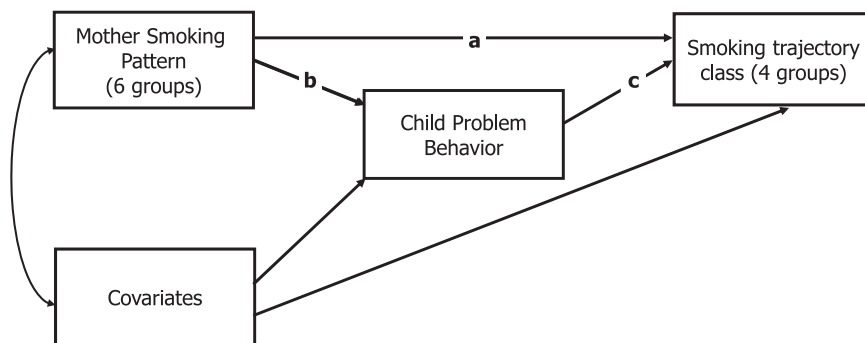 Mother Smoking
Pattern
(6 groups)
a
Smoking trajectory
class (4 groups)
b
c
Child Problem
Behavior
Covariates